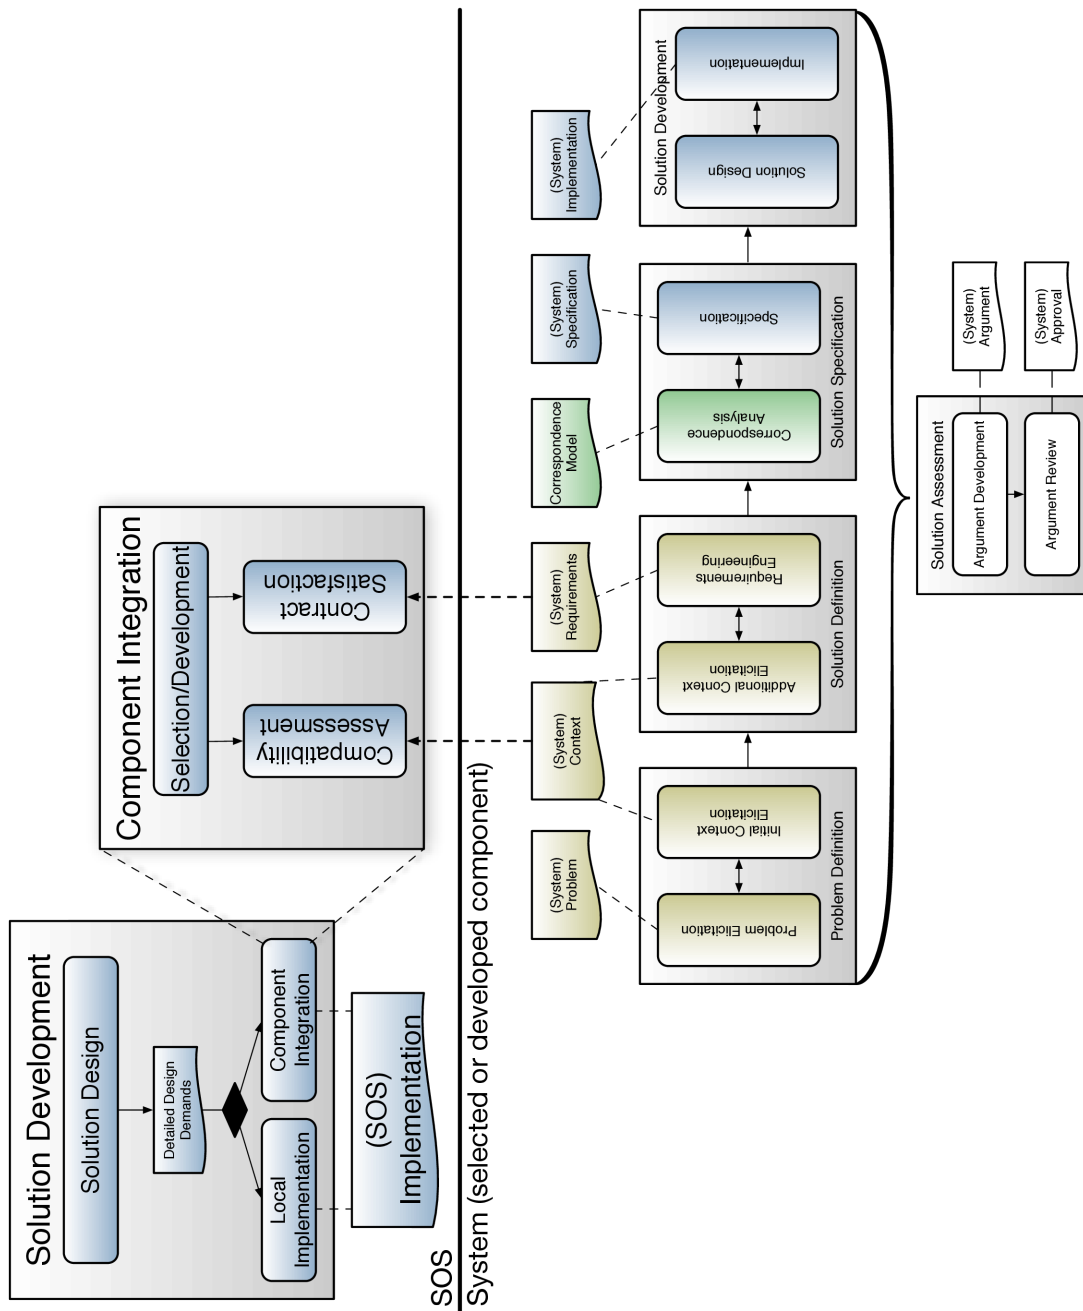 Solution Development
Solution Design
Detailed Design
Demands
Local
Implementation
Component
Integration
(SOS)
Implementation
Component Integration
Selection/Development
Compatibility
Assessment
Contract
Satisfaction
SOS
System (selected or developed component)
(System)
Problem
(System)
Context
(System)
Requirements
Correspondence
Model
(System)
Specification
(System)
Implementation
Problem Elicitation
Initial Context
Elicitation
Problem Definition
Additional Context
Elicitation
Requirements
Engineering
Solution Definition
Correspondence
Analysis
Specification
Solution Specification
Solution Development
Solution Design
Implementation
Solution Assessment
Argument Development
Argument Review
(System)
Argument
(System)
Approval